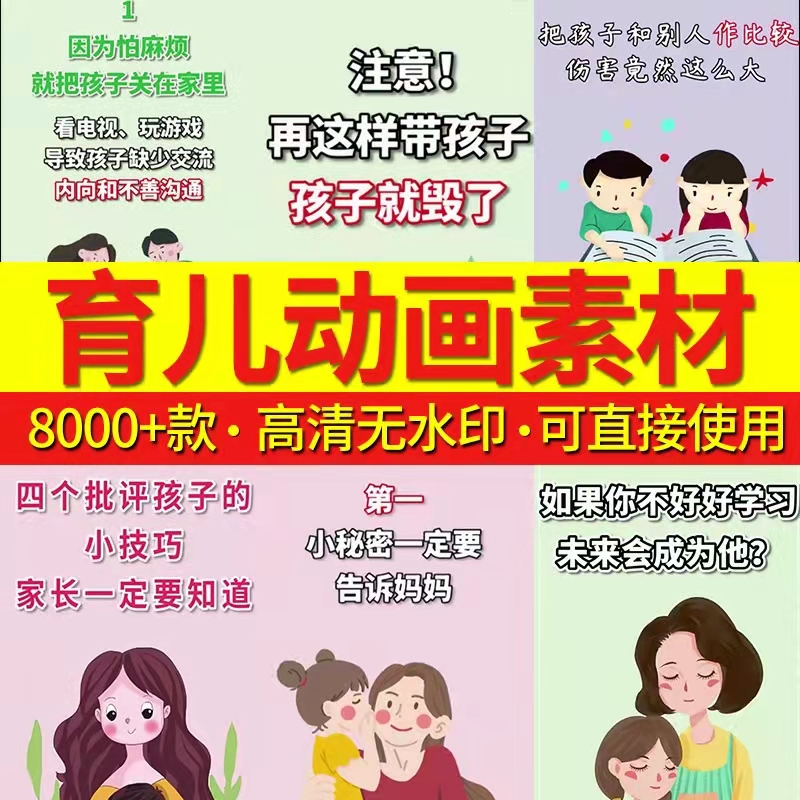 1
因为怕麻烦
就把孩子关在家里
看电视、玩游戏
导致孩子缺少交流
内向和不善沟通
注意！
再这样带孩子
孩子就毁了
把孩子和别人作比较
伤害竟然这么大
育儿动画素材
8000+款·高清无水印·可直接使用
四个批评孩子的
小技巧
家长一定要知道
第一
小秘密一定要
告诉妈妈
如果你不好好学习
未来会成为他？